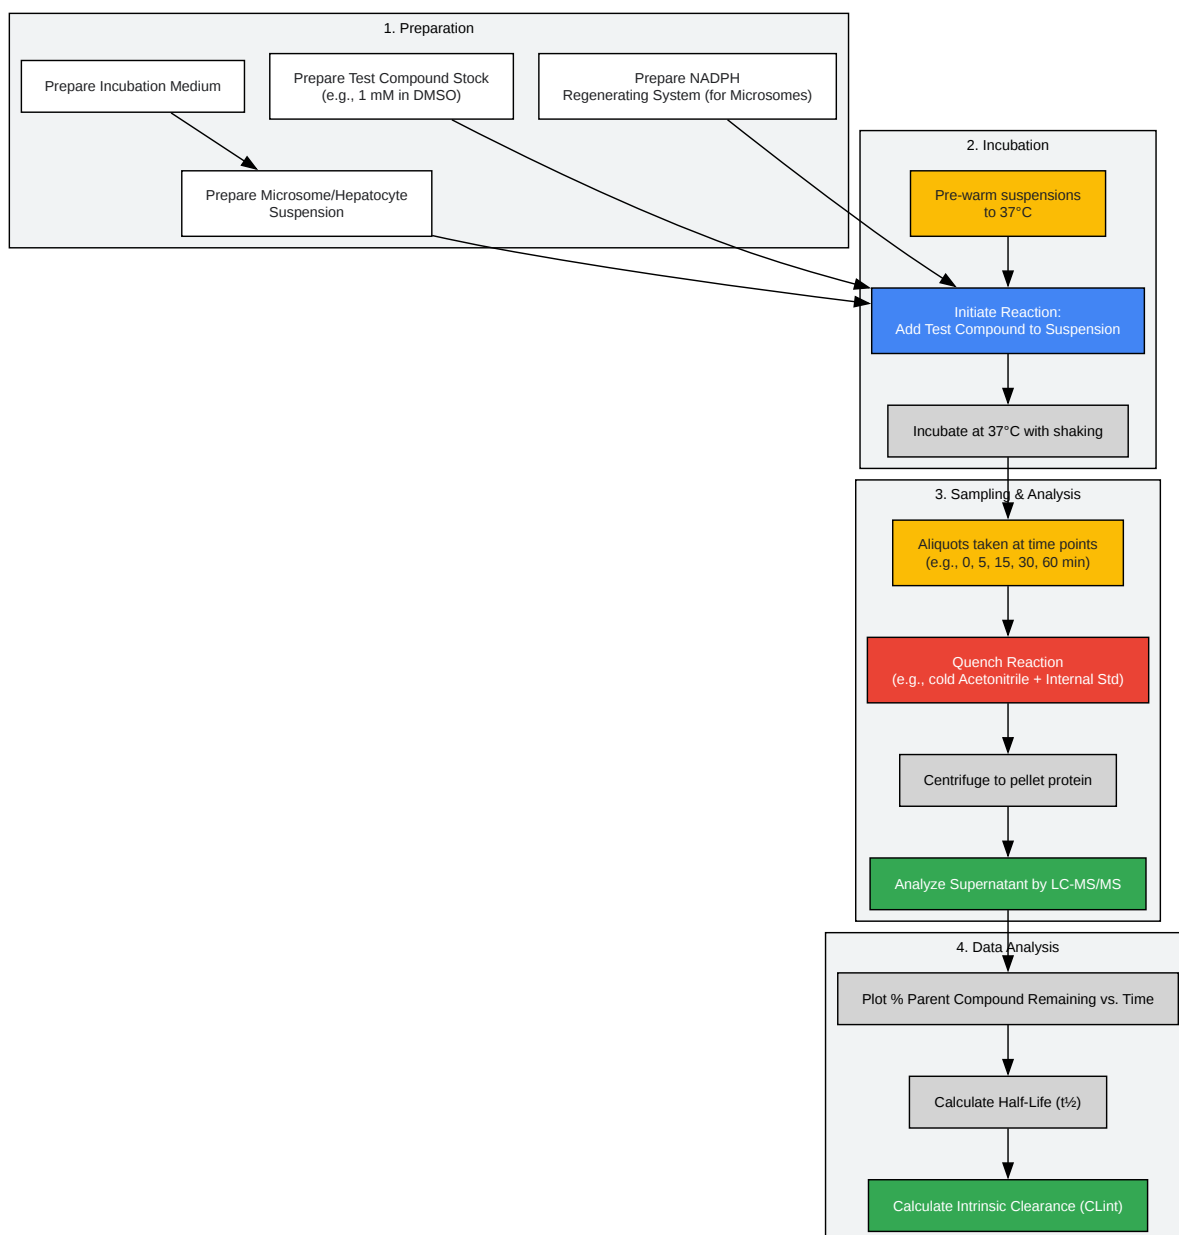 1. Preparation
Prepare Incubation Medium
Prepare Test Compound Stock
(e.g., 1 mM in DMSO)
Prepare NADPH
Regenerating System (for Microsomes)
Prepare Microsome/Hepatocyte
Suspension
2. Incubation
Pre-warm suspensions
to 37°C
Initiate Reaction:
Add Test Compound to Suspension
Incubate at 37°C with shaking
3. Sampling & Analysis
Aliquots taken at time points
(e.g., 0, 5, 15, 30, 60 min)
Quench Reaction
(e.g., cold Acetonitrile + Internal Std)
Centrifuge to pellet protein
Analyze Supernatant by LC-MS/MS
4. Data Analysis
Plot % Parent Compound Remaining vs. Time
Calculate Half-Life (t½)
Calculate Intrinsic Clearance (CLint)